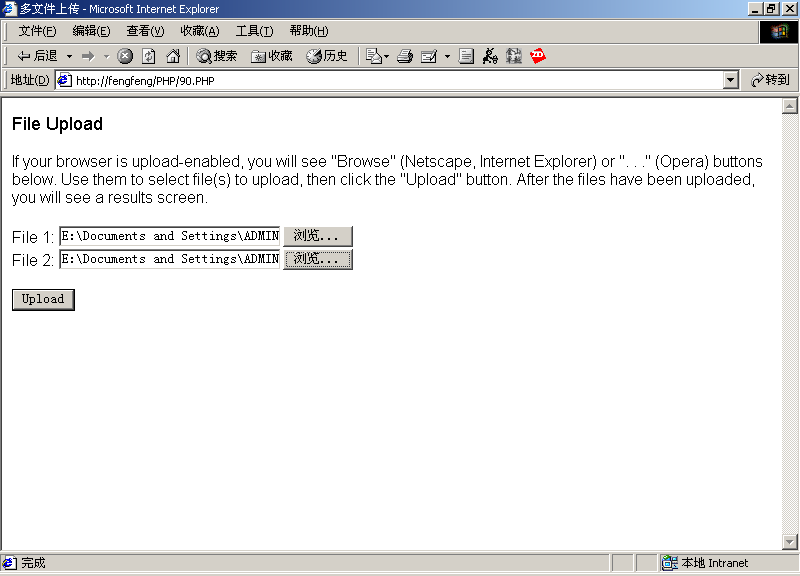 多文件上传 - Microsoft Internet Explorer
文件(F) 编辑(E) 查看(V) 收藏(A) 工具(T) 帮助(H)
后退 搜索 收藏 历史
地址(D) http://fengfeng/PHP/90.PHP 转到
File Upload
If your browser is upload-enabled, you will see "Browse" (Netscape, Internet Explorer) or ". . ." (Opera) buttons
below. Use them to select file(s) to upload, then click the "Upload" button. After the files have been uploaded,
you will see a results screen.
File 1: E:\Documents and Settings\ADMIN 浏览...
File 2: E:\Documents and Settings\ADMIN 浏览...
Upload
完成 本地 Intranet